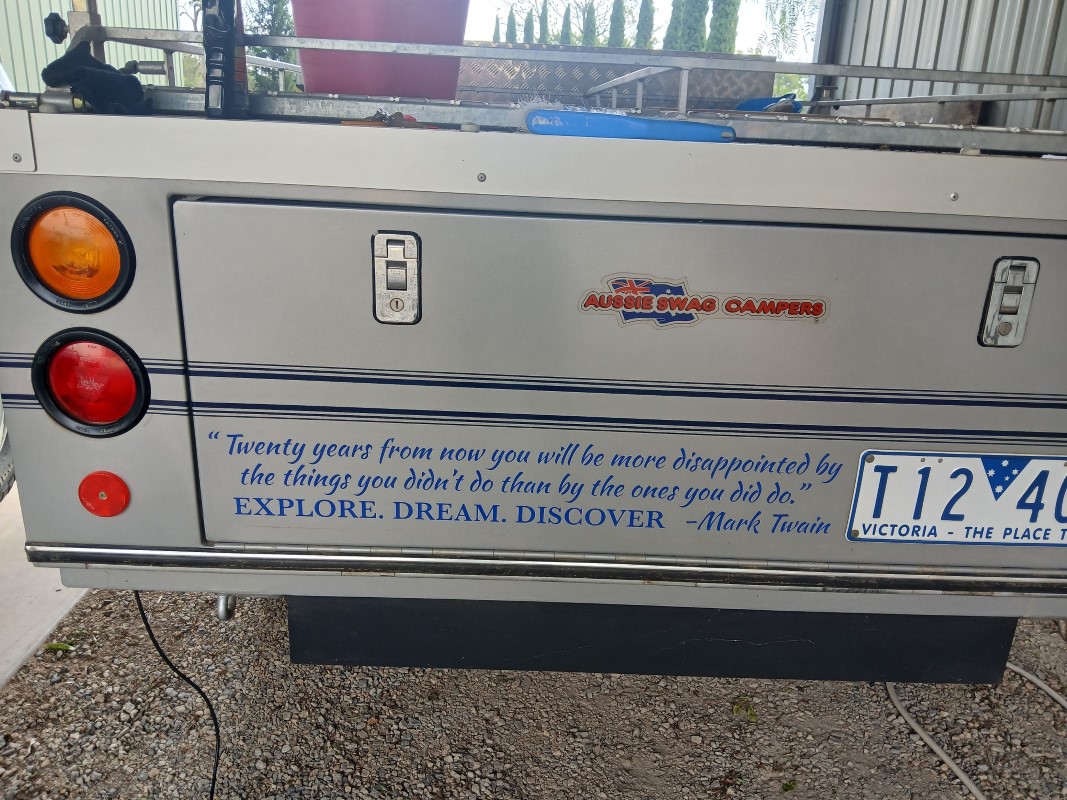 AUSSIE SWAG CAMPERS
“ Twenty years from now you will be more disappointed by
the things you didn't do than by the ones you did do.”
EXPLORE. DREAM. DISCOVER -Mark Twain
T12 40
VICTORIA - THE PLACE T